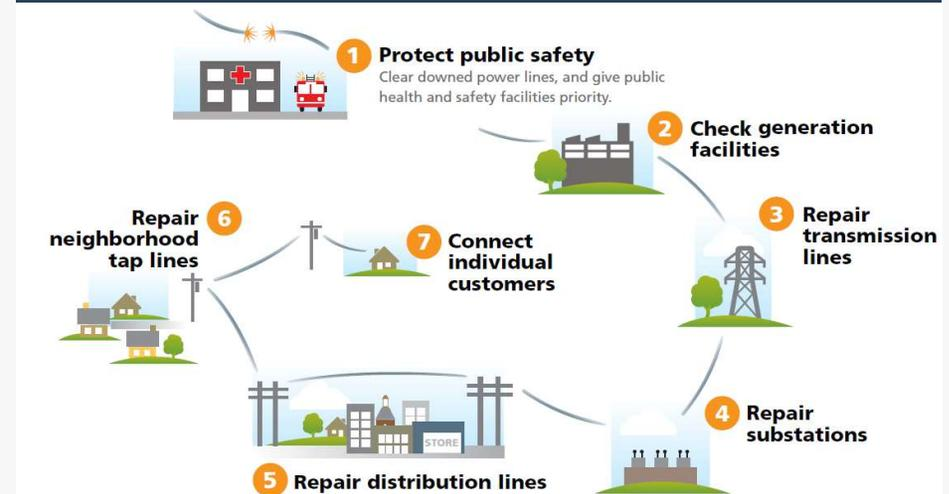 1
Protect public safety
Clear downed power lines, and give public
health and safety facilities priority.
2
Check generation
facilities
3
Repair
transmission
lines
4
Repair
substations
5
Repair distribution lines
STORE
6
Repair
neighborhood
tap lines
7
Connect
individual
customers